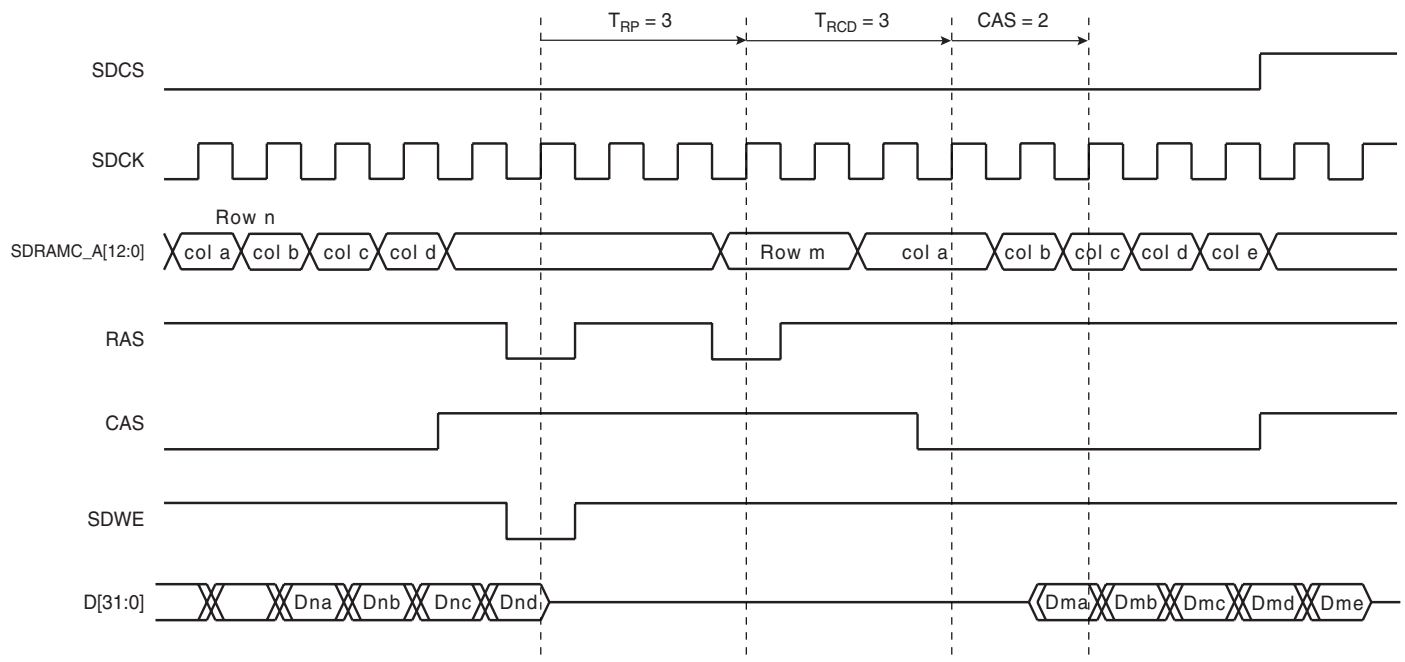 T_RP = 3 T_RCD = 3 CAS = 2
SDCS
SDCK
Row n
SDRAMC_A[12:0] col a col b col c col d Row m col a col b col c col d col e
RAS
CAS
SDWE
D[31:0] Dna Dnb Dnc Dnd Dma Dmb Dmc Dmd Dme